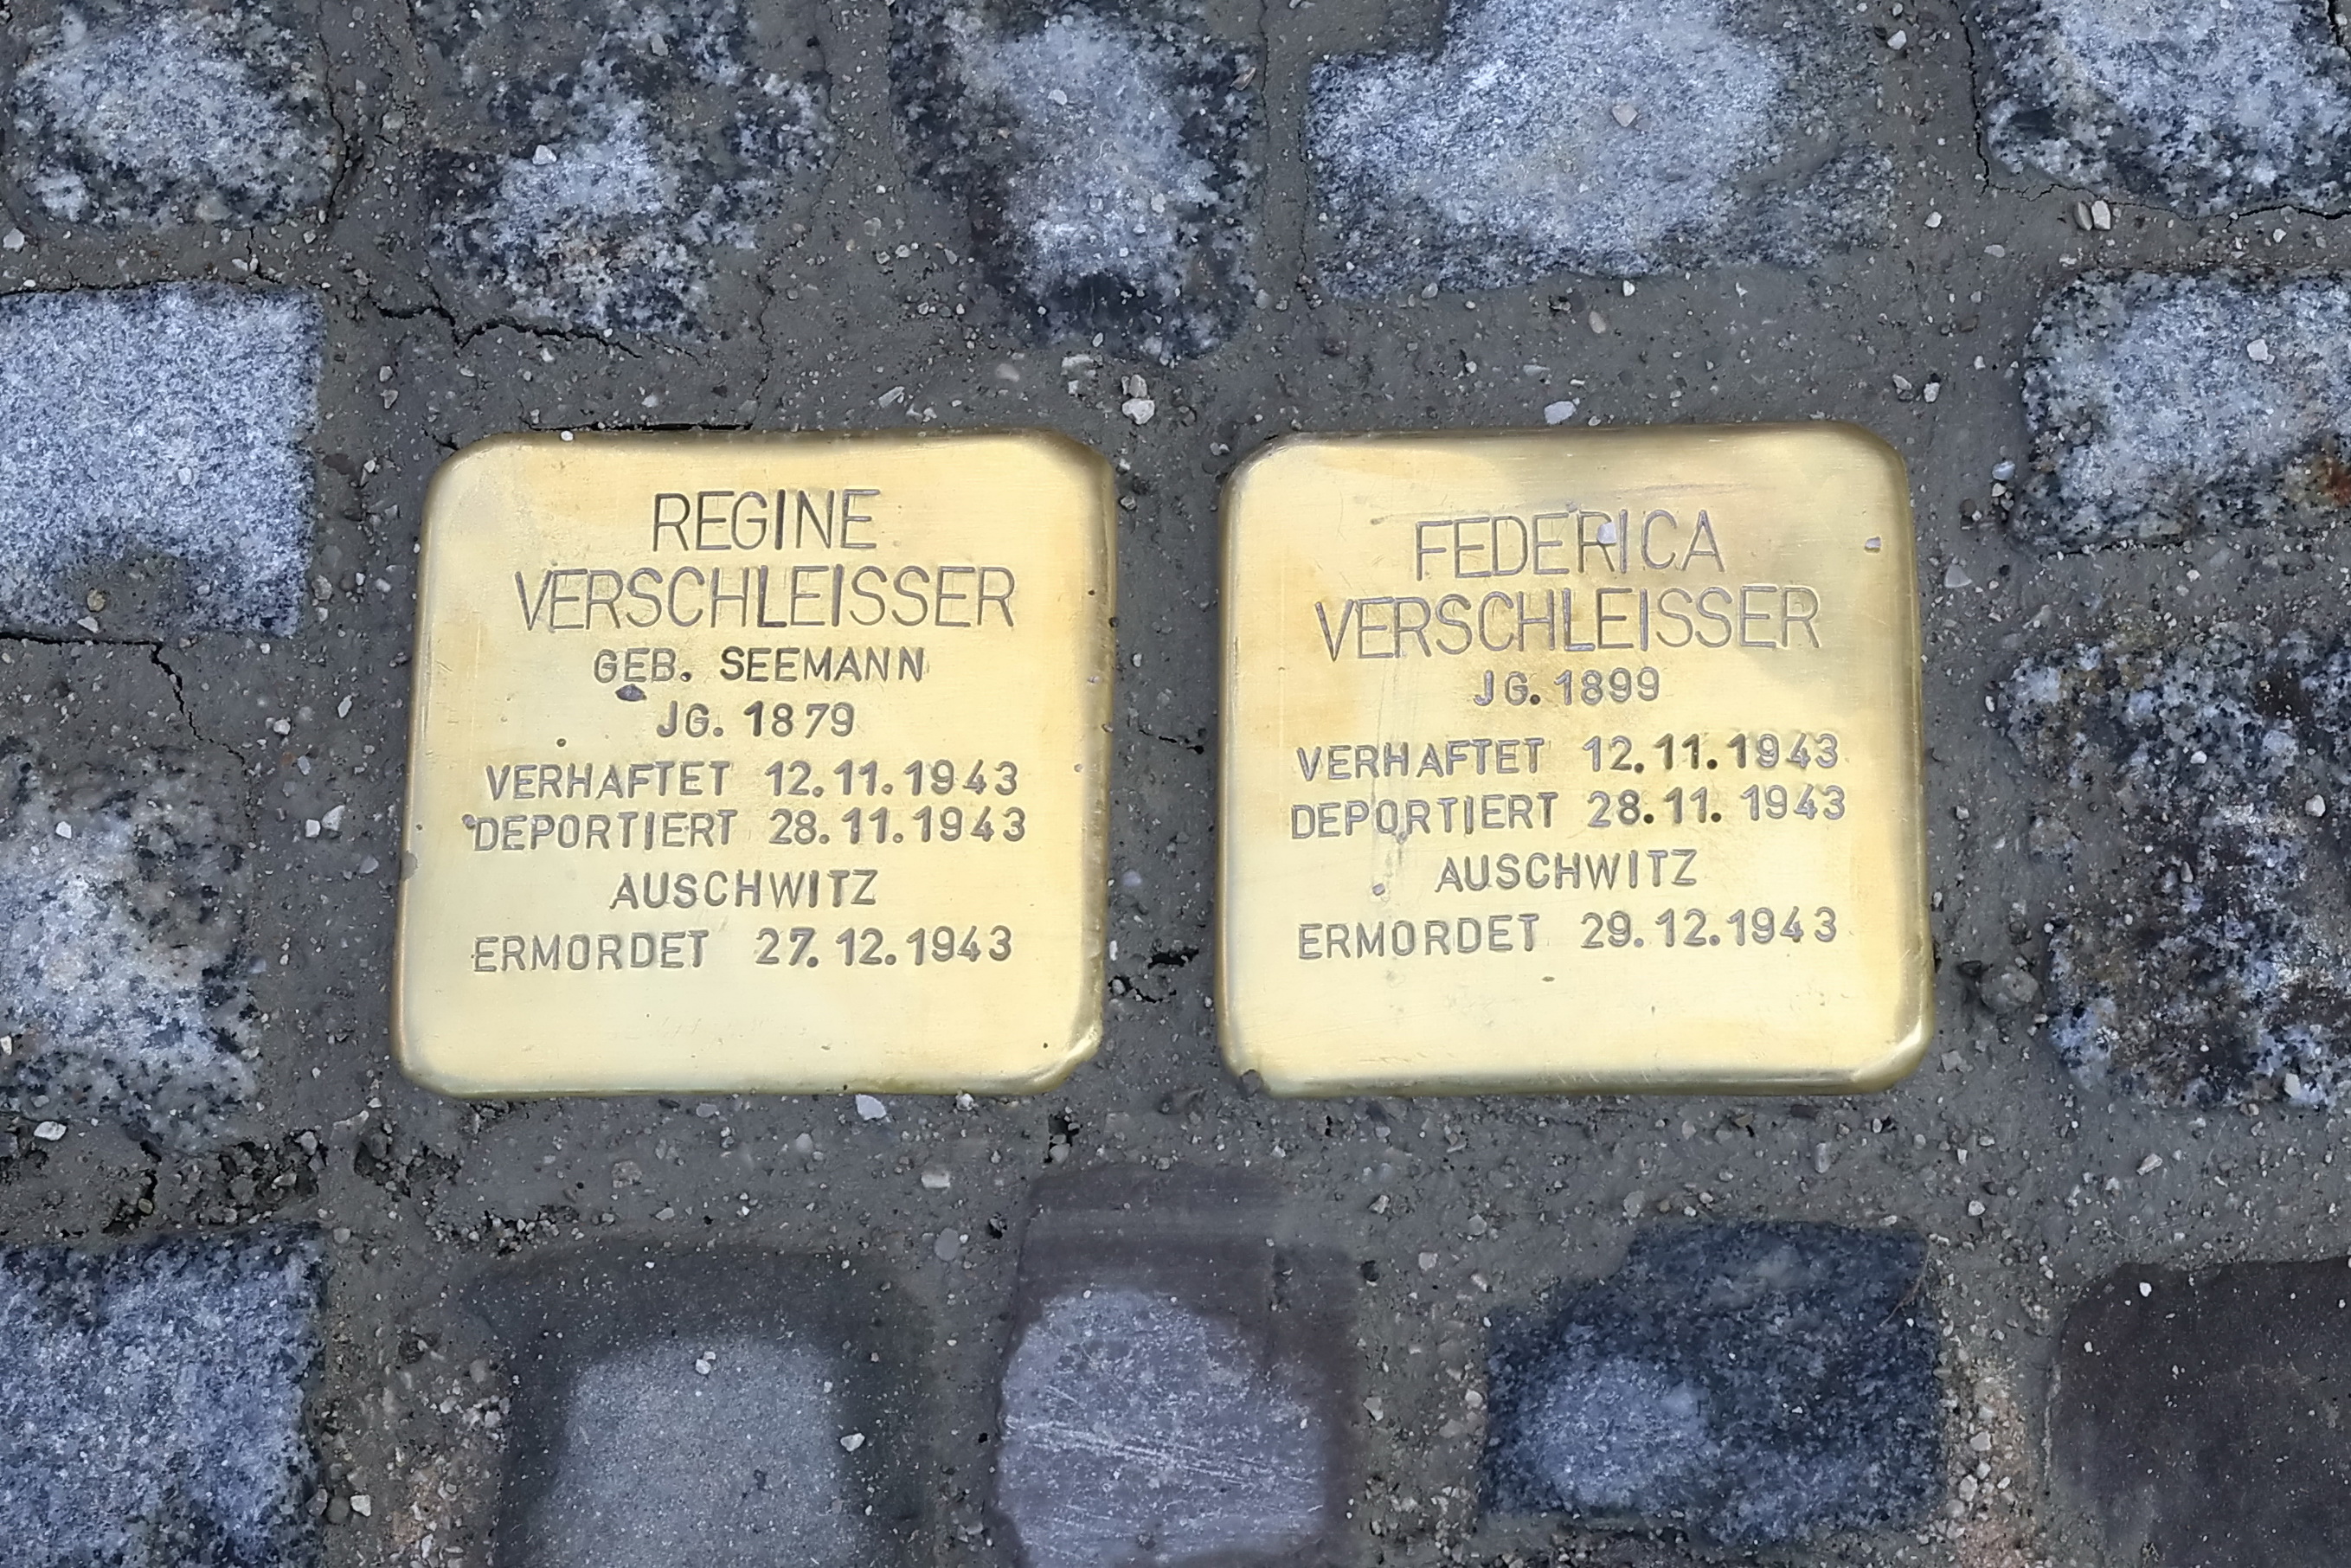 REGINE
VERSCHLEISSER
GEB. SEEMANN
JG. 1879
VERHAFTET 12.11.1943
DEPORTIERT 28.11.1943
AUSCHWITZ
ERMORDET 27.12.1943
FEDERICA
VERSCHLEISSER
JG. 1899
VERHAFTET 12.11.1943
DEPORTIERT 28.11.1943
AUSCHWITZ
ERMORDET 29.12.1943